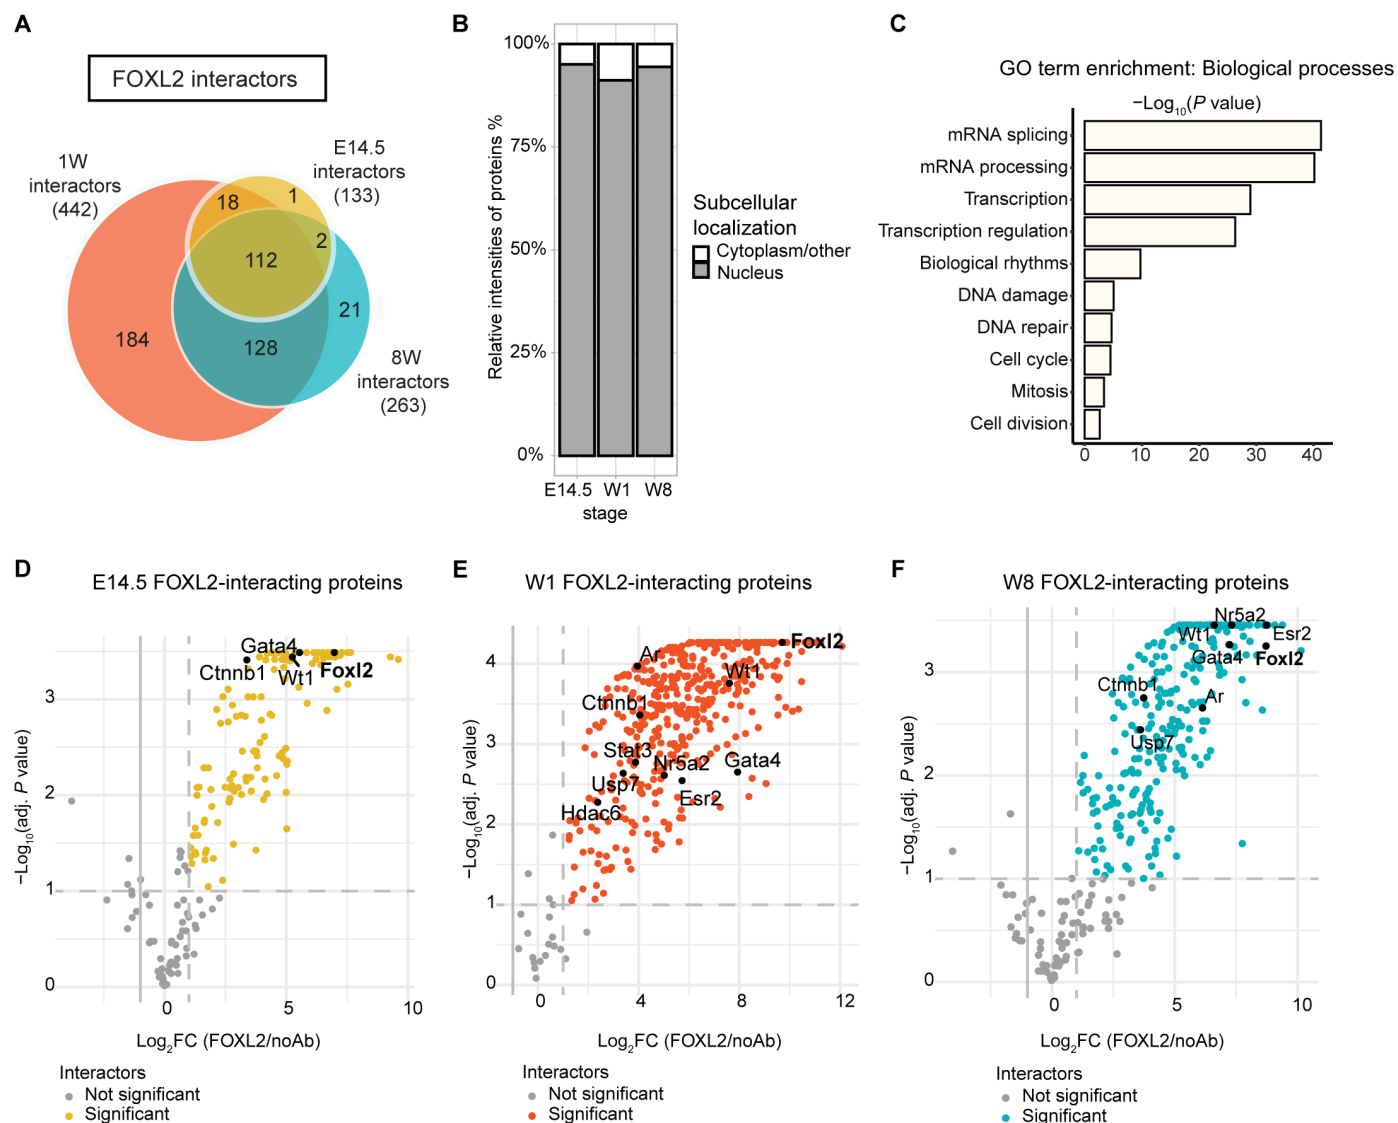 A
FOXL2 interactors
1W
interactors
(442)
E14.5
interactors
(133)
18
1
2
112
21
184
128
8W
interactors
(263)
B
100%
75%
50%
25%
0%
Relative intensities of proteins %
E14.5 W1 W8
stage
Subcellular
localization
Cytoplasm/other
Nucleus
C
GO term enrichment: Biological processes
−Log10(P value)
mRNA splicing
mRNA processing
Transcription
Transcription regulation
Biological rhythms
DNA damage
DNA repair
Cell cycle
Mitosis
Cell division
0 10 20 30 40
D
E14.5 FOXL2-interacting proteins
Gata4
Ctnnb1
Wt1
Foxl2
3
2
1
0
−Log10(adj. P value)
0 5 10
Log2FC (FOXL2/noAb)
Interactors
Not significant
Significant
E
W1 FOXL2-interacting proteins
Foxl2
Ar
Wt1
Ctnnb1
Stat3
Nr5a2
Gata4
Usp7
Esr2
Hdac6
4
3
2
1
0
−Log10(adj. P value)
0 4 8 12
Log2FC (FOXL2/noAb)
Interactors
Not significant
Significant
F
W8 FOXL2-interacting proteins
Nr5a2
Wt1
Esr2
Gata4
Foxl2
Ctnnb1
Ar
Usp7
3
2
1
0
−Log10(adj. P value)
0 5 10
Log2FC (FOXL2/noAb)
Interactors
Not significant
Significant